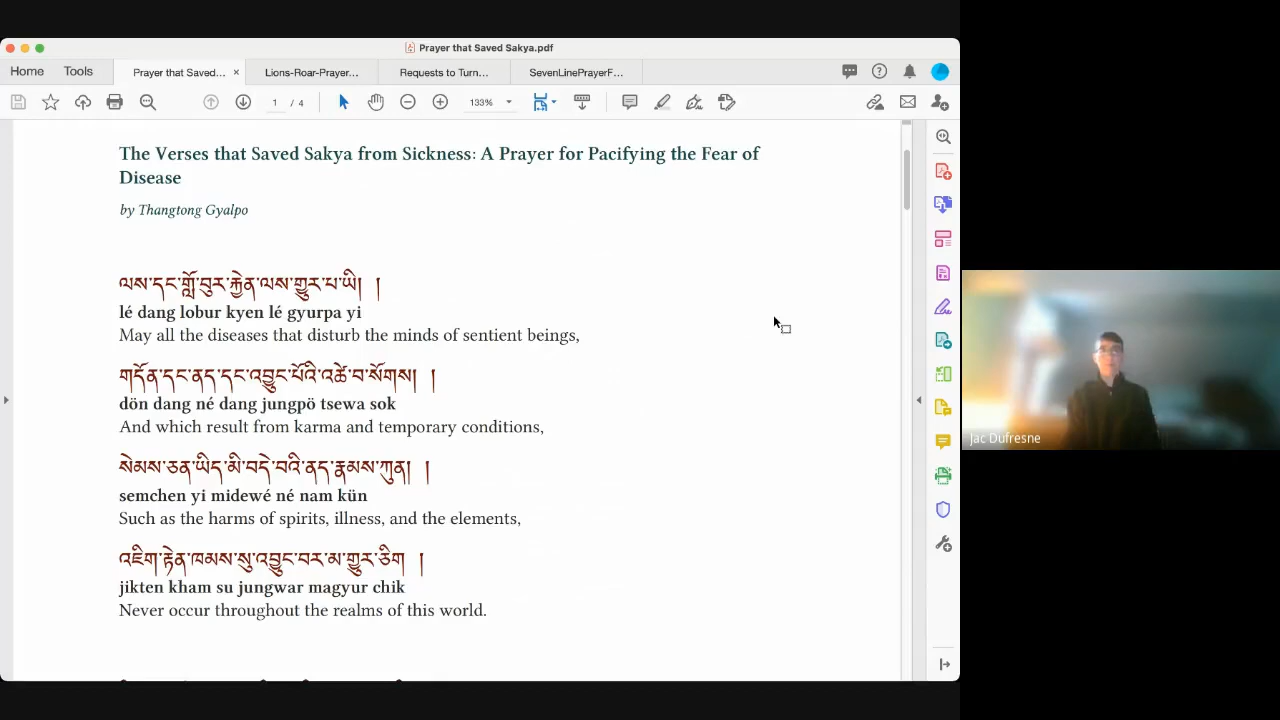 Prayer that Saved Sakya.pdf
Home
Tools
Prayer that Saved... ×
Lions-Roar-Prayer...
Requests to Turn...
SevenLinePrayerF...
1 / 4
133%
The Verses that Saved Sakya from Sickness: A Prayer for Pacifying the Fear of
Disease
by Thangtong Gyalpo
ལས་དང་གློ་བུར་རྐྱེན་ལས་གྱུར་པ་ཡི། །
lé dang lobur kyen lé gyurpa yi
May all the diseases that disturb the minds of sentient beings,
གདོན་དང་ནད་དང་འབྱུང་པོའི་འཚེ་བ་སོགས། །
dön dang né dang jungpö tsewa sok
And which result from karma and temporary conditions,
སེམས་ཅན་ཡིད་མི་བདེ་བའི་ནད་རྣམས་ཀུན། །
semchen yi midewé né nam kün
Such as the harms of spirits, illness, and the elements,
འཇིག་རྟེན་ཁམས་སུ་འབྱུང་བར་མ་གྱུར་ཅིག །
jikten kham su jungwar magyur chik
Never occur throughout the realms of this world.
Jac Dufresne